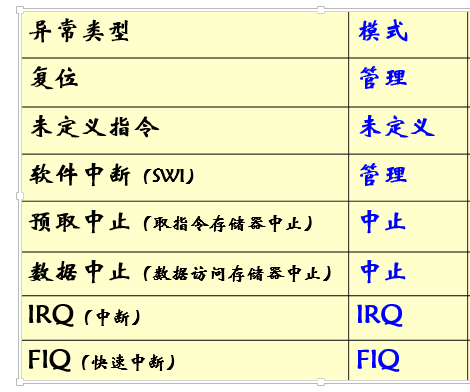 异常类型 模式
复位 管理
未定义指令 未定义
软件中断（SWI） 管理
预取中止（取指令存储器中止） 中止
数据中止（数据访问存储器中止） 中止
IRQ（中断） IRQ
FIQ（快速中断） FIQ